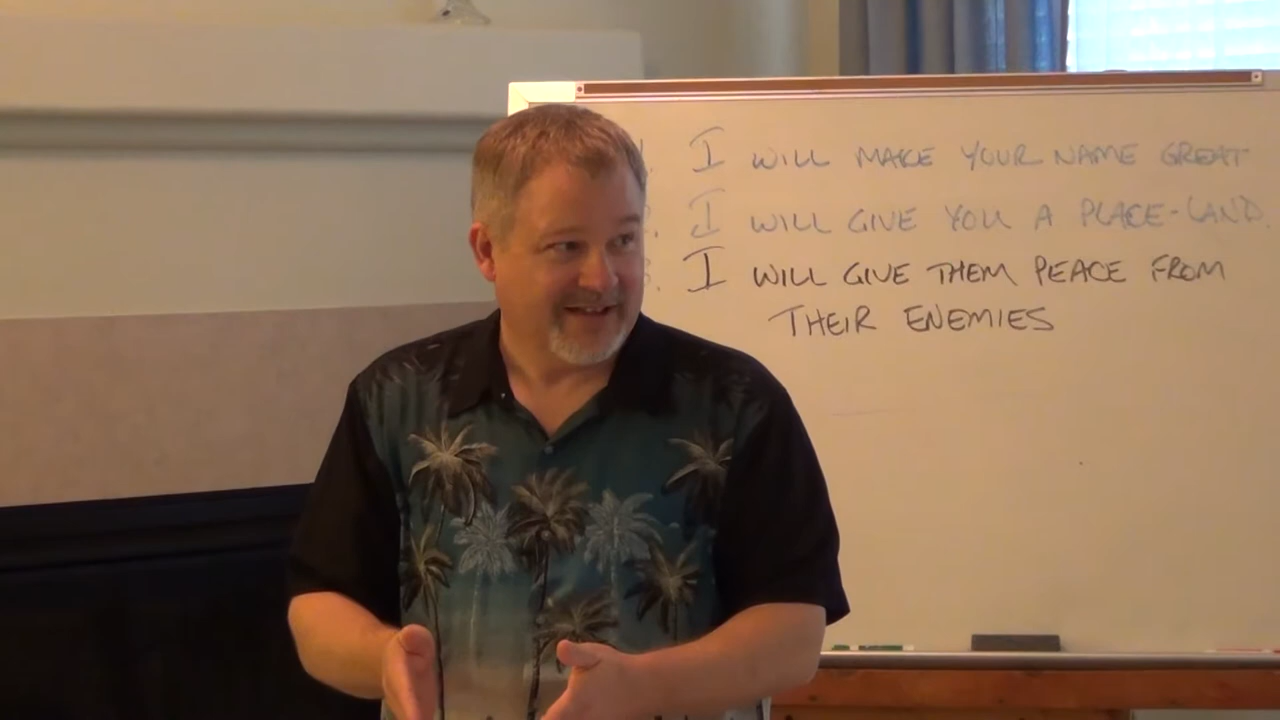 I WILL MAKE YOUR NAME GREAT
I WILL GIVE YOU A PLACE-LAND.
I WILL GIVE THEM PEACE FROM
THEIR ENEMIES